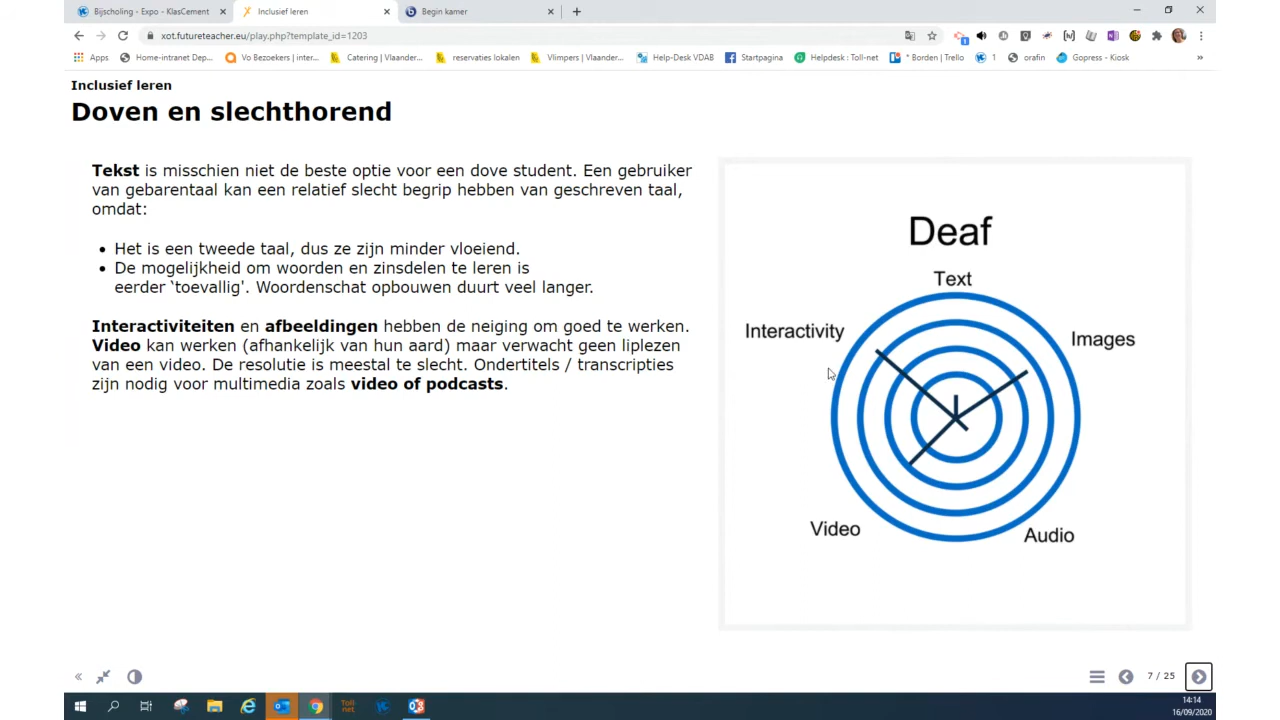 Bijscholing - Expo - KlasCement
Inclusief leren
Begin kamer
xot.futureteacher.eu/play.php?template_id=1203
Apps
Home-intranet Dep...
Vo Bezoekers | inter...
Catering | Vlaander...
reservaties lokalen
Vlimpers | Vlaander...
Help-Desk VDAB
Startpagina
Helpdesk : Toll-net
* Borden | Trello
1
orafin
Gopress - Kiosk
»
Inclusief leren
Doven en slechthorend
Tekst is misschien niet de beste optie voor een dove student. Een gebruiker
van gebarentaal kan een relatief slecht begrip hebben van geschreven taal,
omdat:
• Het is een tweede taal, dus ze zijn minder vloeiend.
• De mogelijkheid om woorden en zinsdelen te leren is
eerder `toevallig'. Woordenschat opbouwen duurt veel langer.
Interactiviteiten en afbeeldingen hebben de neiging om goed te werken.
Video kan werken (afhankelijk van hun aard) maar verwacht geen liplezen
van een video. De resolutie is meestal te slecht. Ondertitels / transcripties
zijn nodig voor multimedia zoals video of podcasts.
Deaf
Text
Interactivity
Images
Video
Audio
7 / 25
Toll-net
14:14
16/09/2020